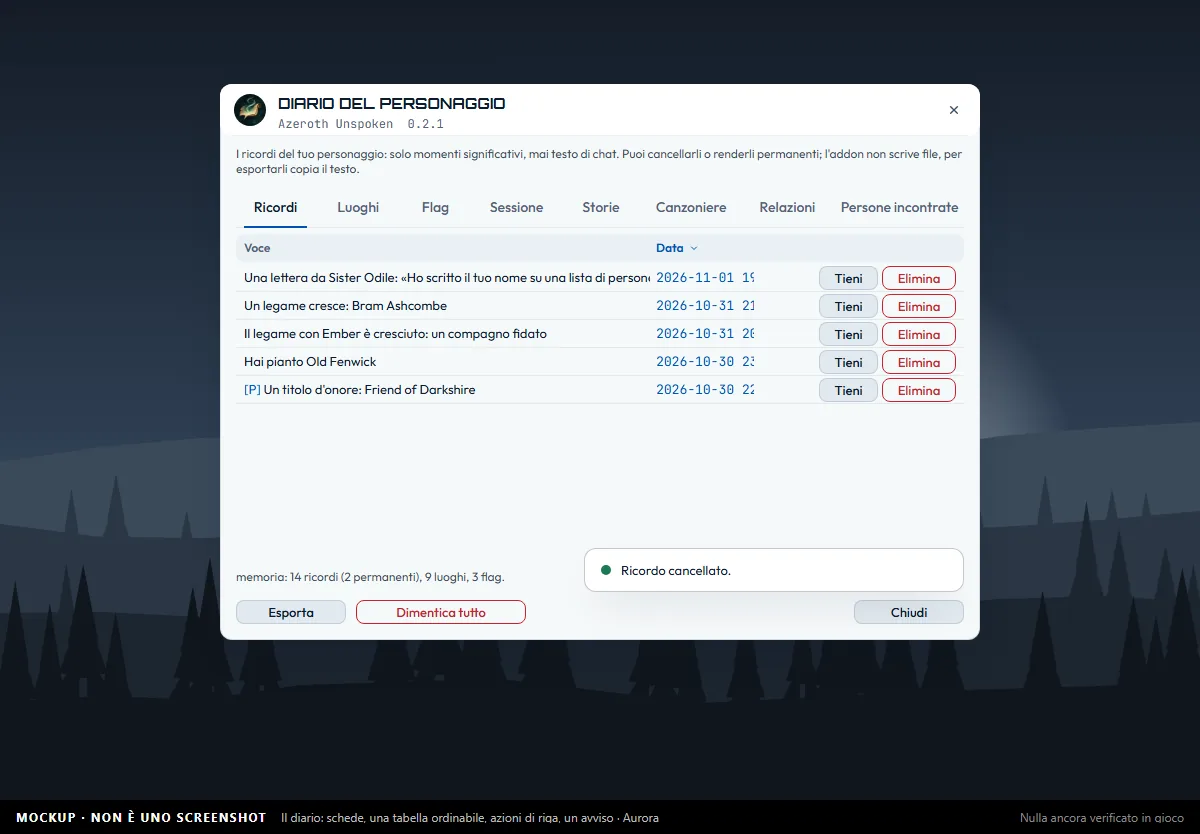 DIARIO DEL PERSONAGGIO
Azeroth Unspoken 0.2.1
I ricordi del tuo personaggio: solo momenti significativi, mai testo di chat. Puoi cancellarli o renderli permanenti; l'addon non scrive file, per
esportarli copia il testo.
Ricordi Luoghi Flag Sessione Storie Canzoniere Relazioni Persone incontrate
Voce Data
Una lettera da Sister Odile: «Ho scritto il tuo nome su una lista di persone 2026-11-01 19 Tieni Elimina
Un legame cresce: Bram Ashcombe 2026-10-31 21 Tieni Elimina
Il legame con Ember è cresciuto: un compagno fidato 2026-10-31 20 Tieni Elimina
Hai pianto Old Fenwick 2026-10-30 23 Tieni Elimina
[P] Un titolo d'onore: Friend of Darkshire 2026-10-30 22 Tieni Elimina
Ricordo cancellato.
memoria: 14 ricordi (2 permanenti), 9 luoghi, 3 flag.
Esporta Dimentica tutto Chiudi
MOCKUP · NON È UNO SCREENSHOT Il diario: schede, una tabella ordinabile, azioni di riga, un avviso · Aurora Nulla ancora verificato in gioco